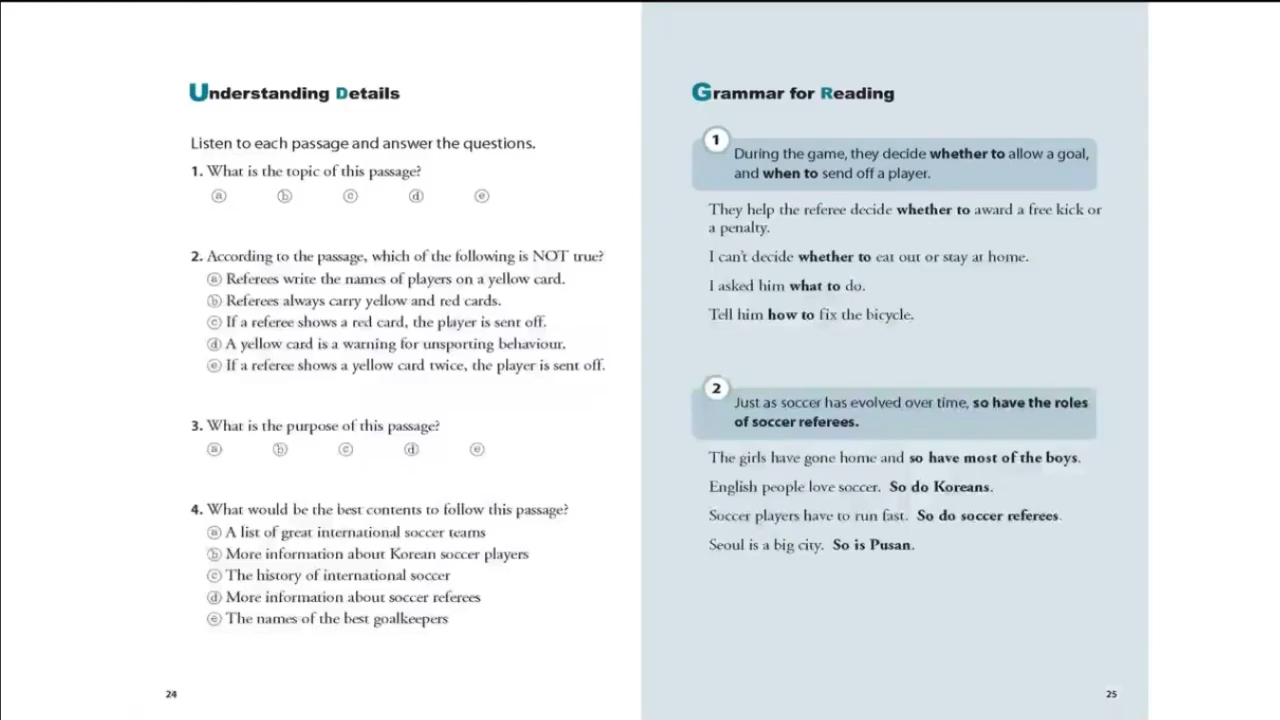 Understanding Details
Listen to each passage and answer the questions.
1. What is the topic of this passage?
ⓐ ⓑ ⓒ ⓓ ⓔ
2. According to the passage, which of the following is NOT true?
ⓐ Referees write the names of players on a yellow card.
ⓑ Referees always carry yellow and red cards.
ⓒ If a referee shows a red card, the player is sent off.
ⓓ A yellow card is a warning for unsporting behaviour.
ⓔ If a referee shows a yellow card twice, the player is sent off.
3. What is the purpose of this passage?
ⓐ ⓑ ⓒ ⓓ ⓔ
4. What would be the best contents to follow this passage?
ⓐ A list of great international soccer teams
ⓑ More information about Korean soccer players
ⓒ The history of international soccer
ⓓ More information about soccer referees
ⓔ The names of the best goalkeepers
24
Grammar for Reading
1
During the game, they decide whether to allow a goal,
and when to send off a player.
They help the referee decide whether to award a free kick or
a penalty.
I can't decide whether to eat out or stay at home.
I asked him what to do.
Tell him how to fix the bicycle.
2
Just as soccer has evolved over time, so have the roles
of soccer referees.
The girls have gone home and so have most of the boys.
English people love soccer. So do Koreans.
Soccer players have to run fast. So do soccer referees.
Seoul is a big city. So is Pusan.
25